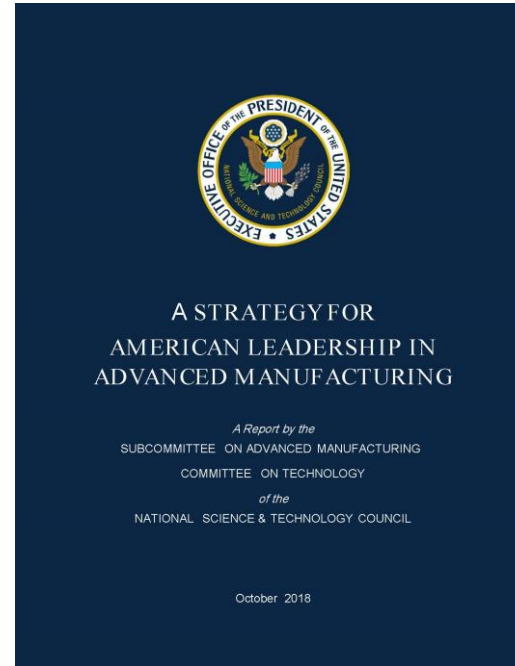 EXECUTIVE OFFICE OF THE PRESIDENT OF THE UNITED STATES
NATIONAL SCIENCE AND TECHNOLOGY COUNCIL
A STRATEGY FOR
AMERICAN LEADERSHIP IN
ADVANCED MANUFACTURING
A Report by the
SUBCOMMITTEE ON ADVANCED MANUFACTURING
COMMITTEE ON TECHNOLOGY
of the
NATIONAL SCIENCE & TECHNOLOGY COUNCIL
October 2018